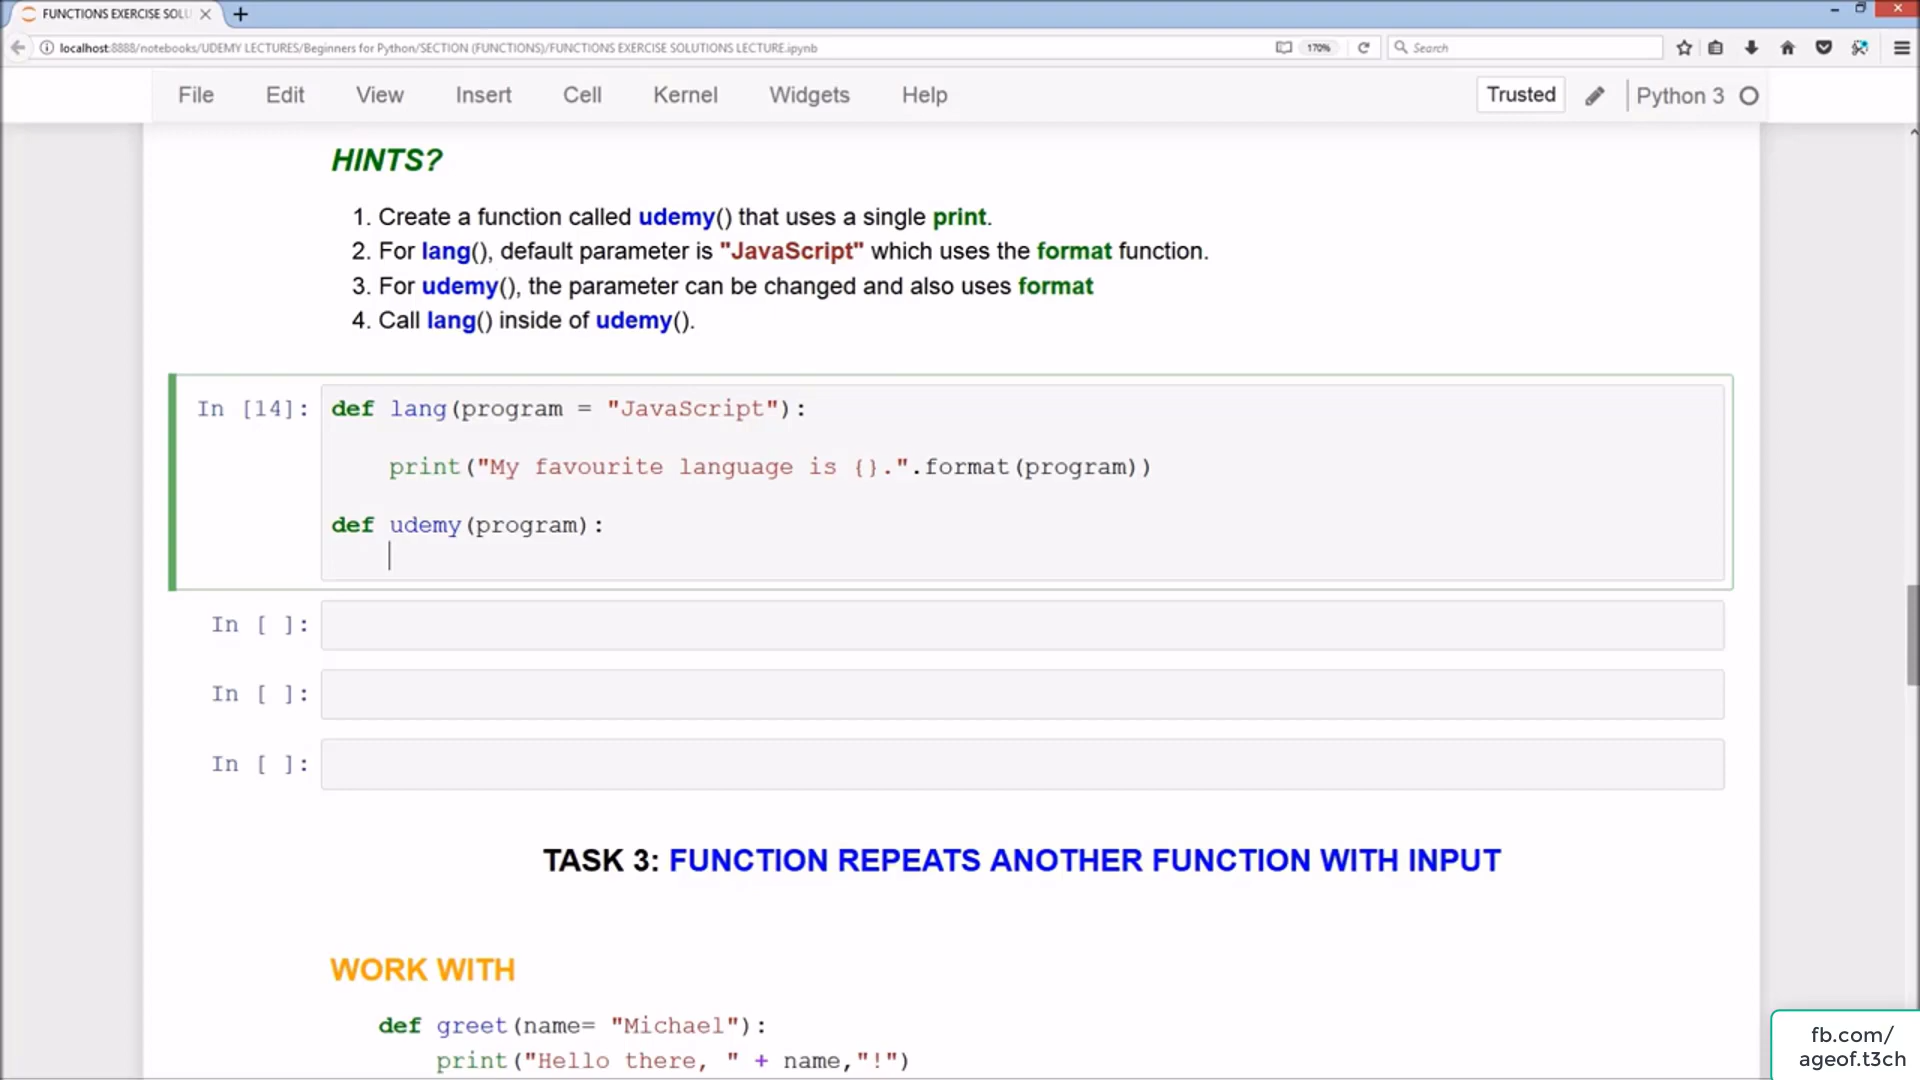 FUNCTIONS EXERCISE SOLU
localhost:8888/notebooks/UDEMY LECTURES/Beginners for Python/SECTION (FUNCTIONS)/FUNCTIONS EXERCISE SOLUTIONS LECTURE.ipynb
170%
Search
File Edit View Insert Cell Kernel Widgets Help
Trusted
Python 3
HINTS?
1. Create a function called udemy() that uses a single print.
2. For lang(), default parameter is "JavaScript" which uses the format function.
3. For udemy(), the parameter can be changed and also uses format
4. Call lang() inside of udemy().
In [14]: def lang(program = "JavaScript"):
print("My favourite language is {}.".format(program))
def udemy(program):
In [ ]:
In [ ]:
In [ ]:
TASK 3: FUNCTION REPEATS ANOTHER FUNCTION WITH INPUT
WORK WITH
def greet(name= "Michael"):
print("Hello there, " + name,"!")
fb.com/
ageof.t3ch